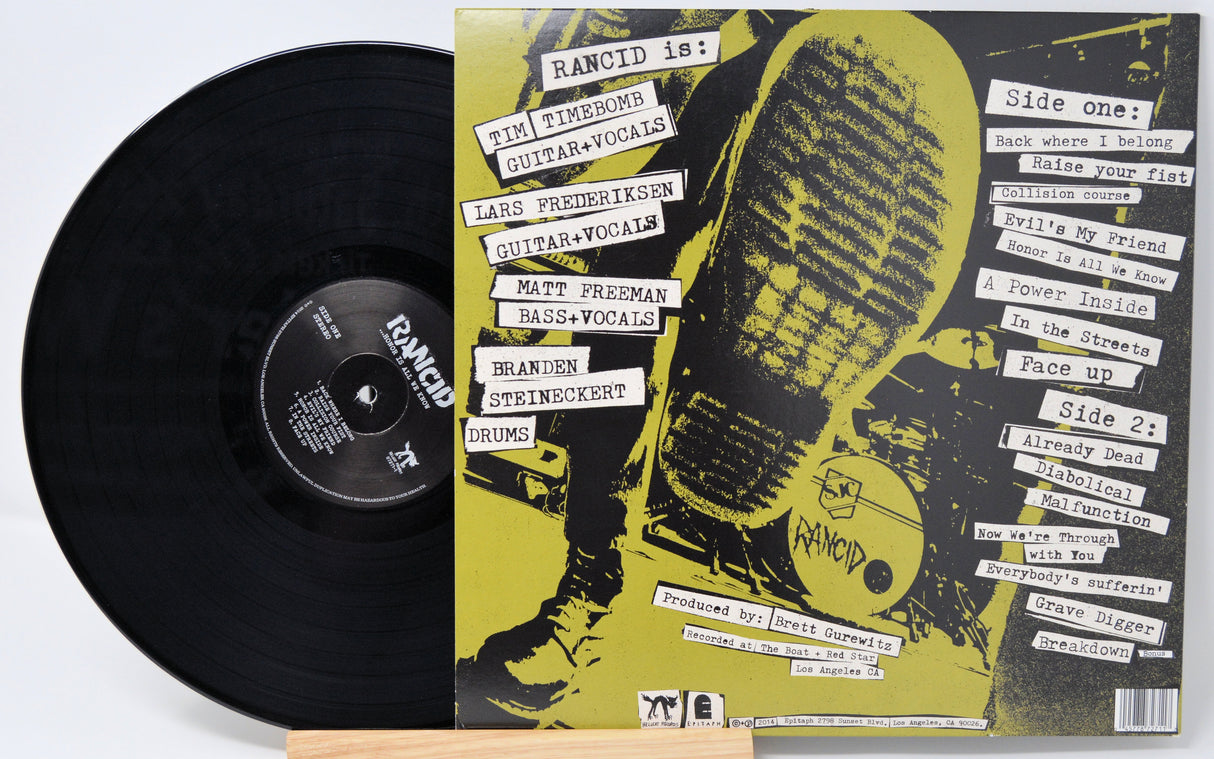 RANCID is:
TIM TIMEBOMB
GUITAR+VOCALS
LARS FREDERIKSEN
GUITAR+VOCALS
MATT FREEMAN
BASS+VOCALS
BRANDEN
STEINECKERT
DRUMS
Side one:
Back where I belong
Raise your fist
Collision course
Evil's My Friend
Honor Is All We Know
A Power Inside
In the Streets
Face up
Side 2:
Already Dead
Diabolical
Malfunction
Now We're Through
with You
Everybody's sufferin'
Grave Digger
Breakdown Bonus
SJC
RANCID
Produced by: Brett Gurewitz
Recorded at The Boat + Red Star
Los Angeles CA
HELLCAT RECORDS
EPITAPH
©+℗ 2014 Epitaph 2798 Sunset Blvd. Los Angeles, CA 90026.
SIDE ONE
STEREO
RANCID
...HONOR IS ALL WE KNOW